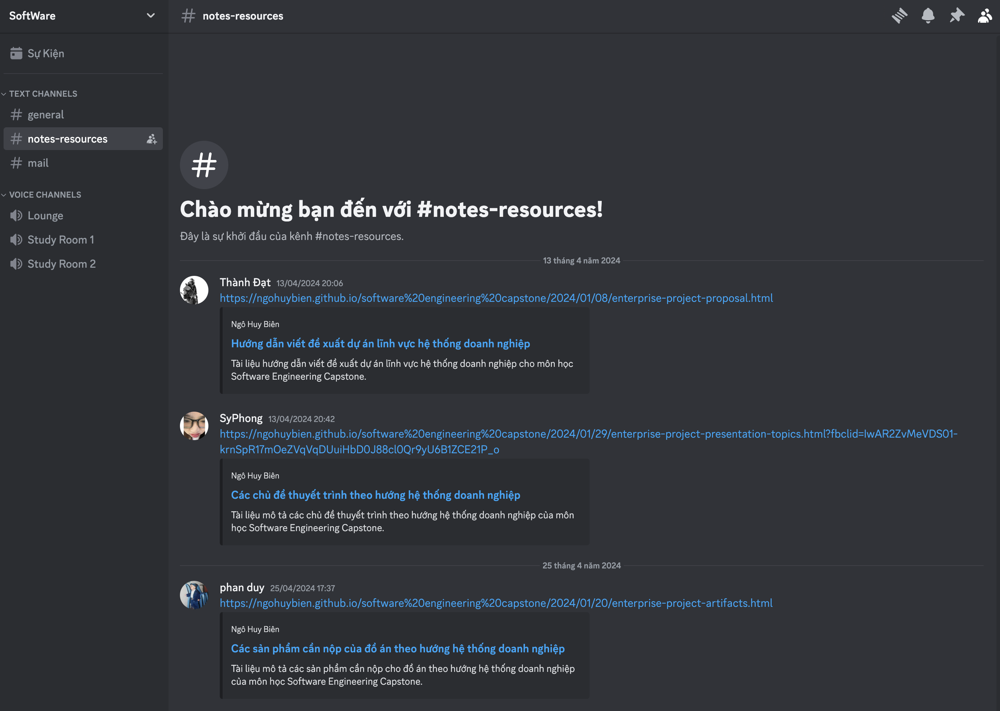 SoftWare
Sự Kiện
TEXT CHANNELS
# general
# notes-resources
# mail
VOICE CHANNELS
Lounge
Study Room 1
Study Room 2
# notes-resources
#
Chào mừng bạn đến với #notes-resources!
Đây là sự khởi đầu của kênh #notes-resources.
13 tháng 4 năm 2024
Thành Đạt 13/04/2024 20:06
https://ngohuybien.github.io/software%20engineering%20capstone/2024/01/08/enterprise-project-proposal.html
Ngô Huy Biên
Hướng dẫn viết đề xuất dự án lĩnh vực hệ thống doanh nghiệp
Tài liệu hướng dẫn viết đề xuất dự án lĩnh vực hệ thống doanh nghiệp cho môn học
Software Engineering Capstone.
SyPhong 13/04/2024 20:42
https://ngohuybien.github.io/software%20engineering%20capstone/2024/01/29/enterprise-project-presentation-topics.html?fbclid=IwAR2ZvMeVDS01-
krnSpR17mOeZVqVqDUuiHbD0J88cl0Qr9yU6B1ZCE21P_o
Ngô Huy Biên
Các chủ đề thuyết trình theo hướng hệ thống doanh nghiệp
Tài liệu mô tả các chủ đề thuyết trình theo hướng hệ thống doanh nghiệp của môn
học Software Engineering Capstone.
25 tháng 4 năm 2024
phan duy 25/04/2024 17:37
https://ngohuybien.github.io/software%20engineering%20capstone/2024/01/20/enterprise-project-artifacts.html
Ngô Huy Biên
Các sản phẩm cần nộp của đồ án theo hướng hệ thống doanh nghiệp
Tài liệu mô tả các sản phẩm cần nộp cho đồ án theo hướng hệ thống doanh nghiệp
của môn học Software Engineering Capstone.